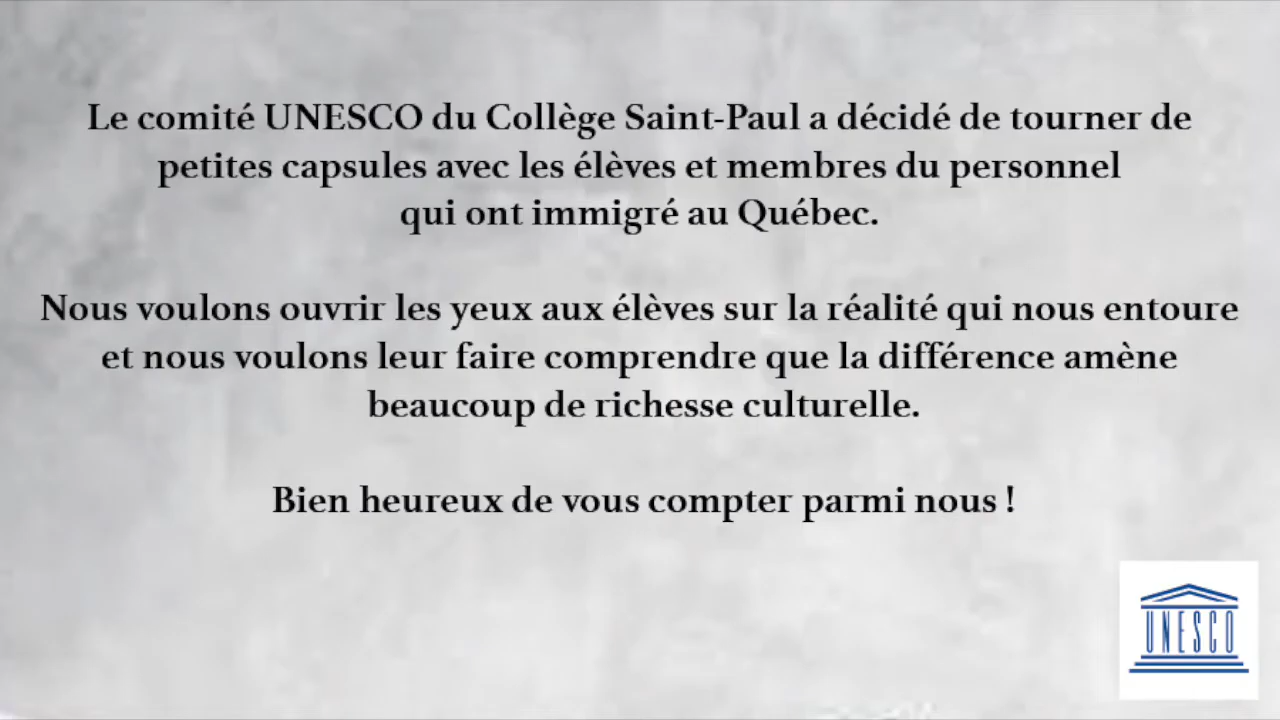 Le comité UNESCO du Collège Saint-Paul a décidé de tourner de
petites capsules avec les élèves et membres du personnel
qui ont immigré au Québec.
Nous voulons ouvrir les yeux aux élèves sur la réalité qui nous entoure
et nous voulons leur faire comprendre que la différence amène
beaucoup de richesse culturelle.
Bien heureux de vous compter parmi nous !
UNESCO